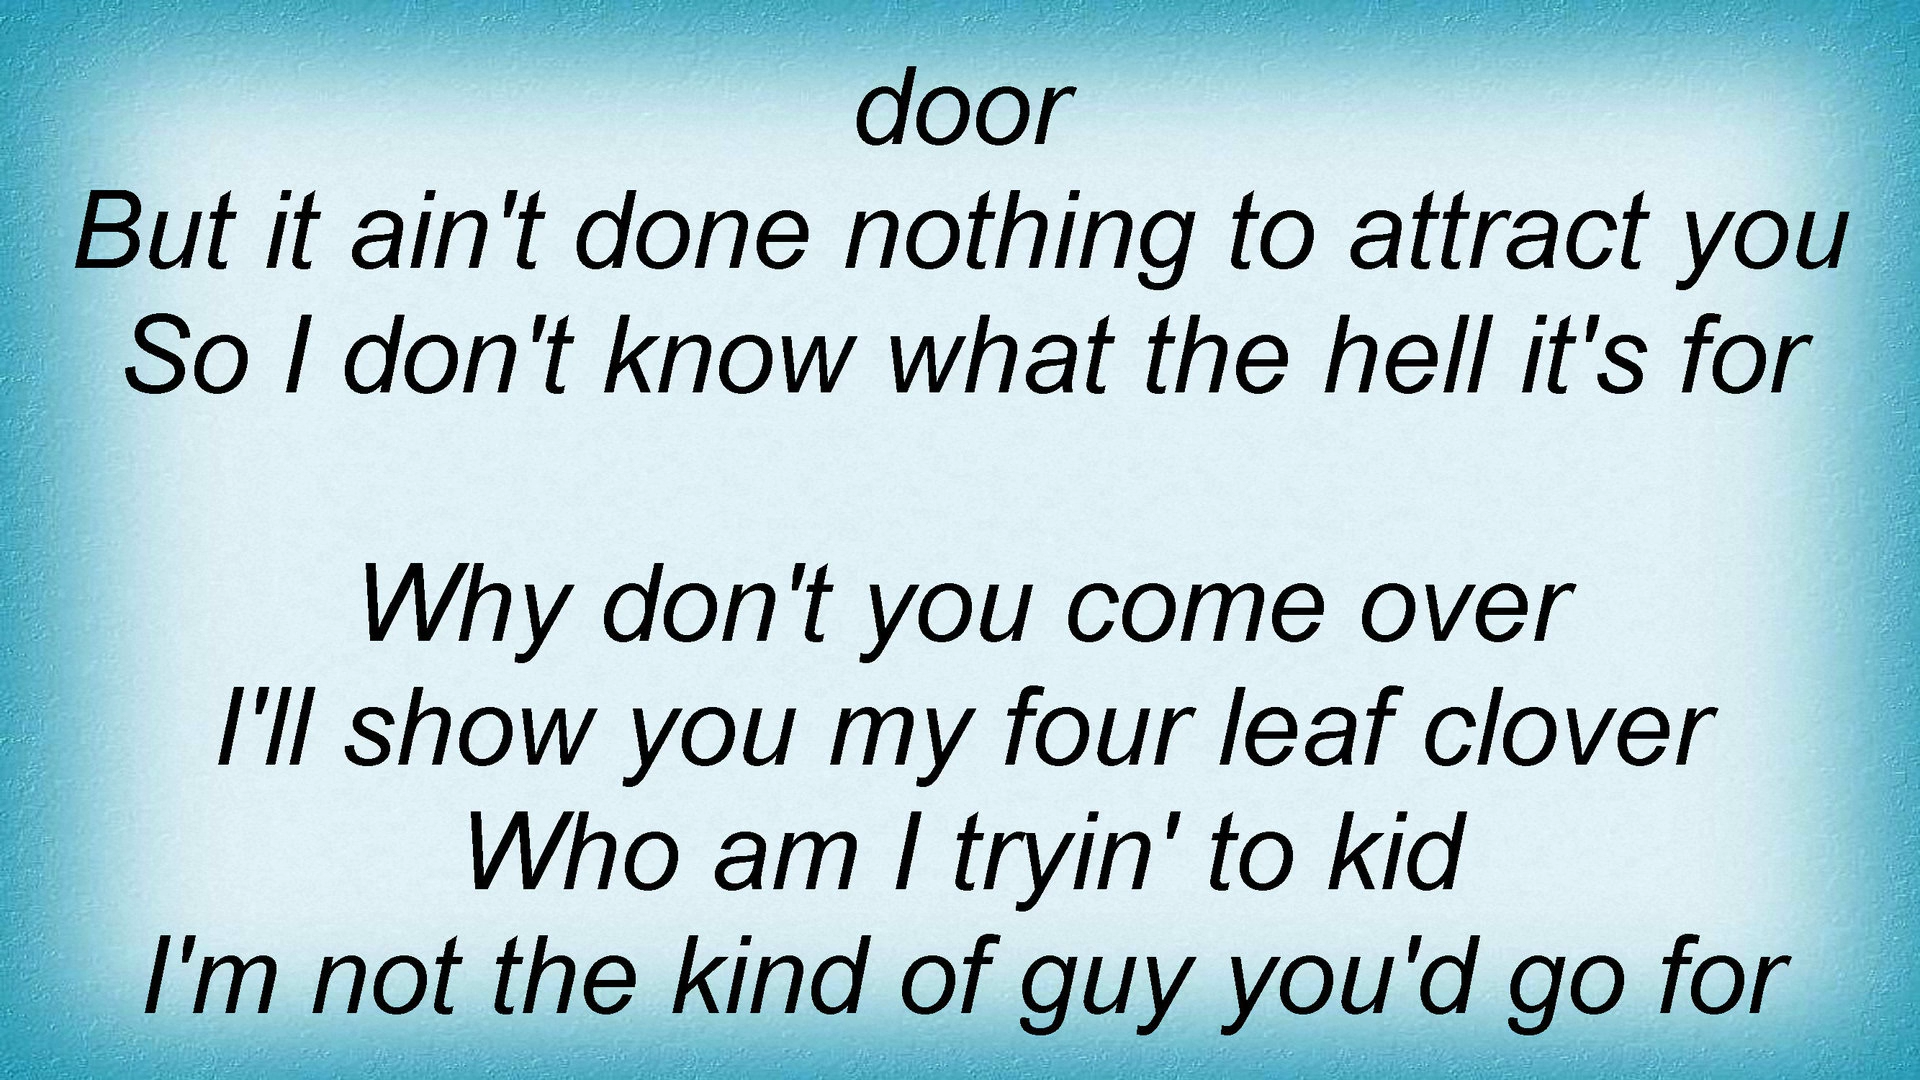 door
But it ain't done nothing to attract you
So I don't know what the hell it's for
Why don't you come over
I'll show you my four leaf clover
Who am I tryin' to kid
I'm not the kind of guy you'd go for